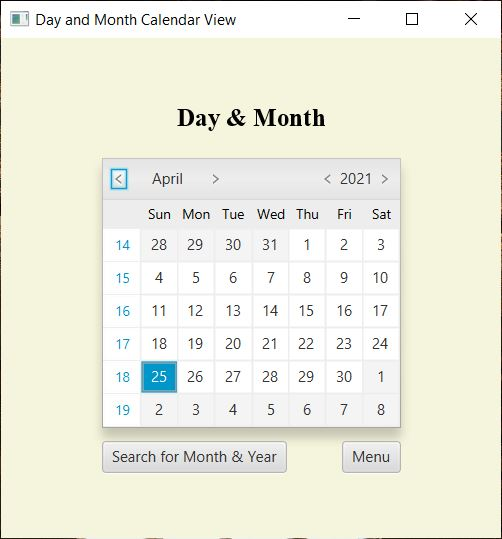 Day and Month Calendar View
Day & Month
< April > < 2021 >
Sun Mon Tue Wed Thu Fri Sat
14 28 29 30 31 1 2 3
15 4 5 6 7 8 9 10
16 11 12 13 14 15 16 17
17 18 19 20 21 22 23 24
18 25 26 27 28 29 30 1
19 2 3 4 5 6 7 8
Search for Month & Year Menu